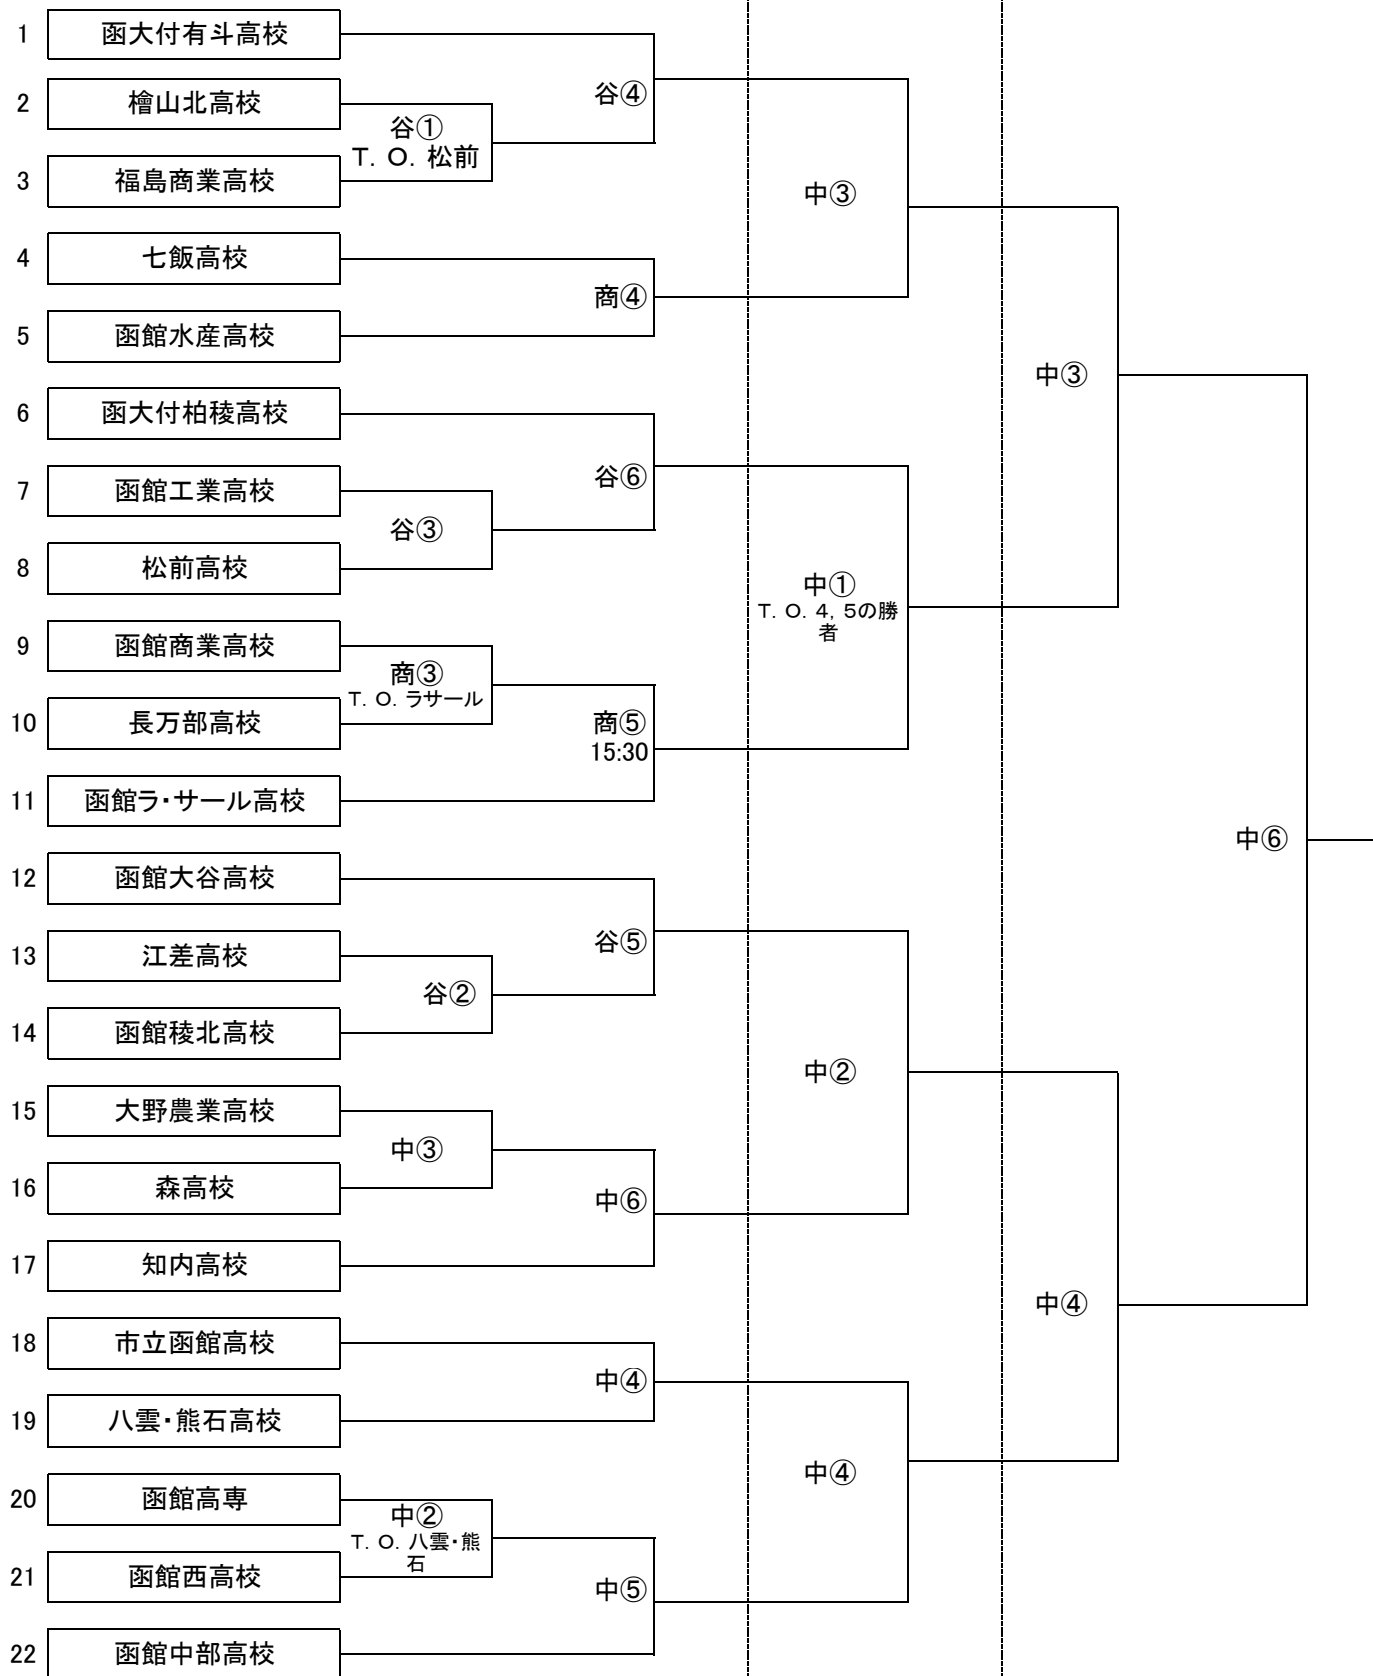 1 函大付有斗高校
谷④
2 檜山北高校
谷①
T. O. 松前
3 福島商業高校
中③
4 七飯高校
商④
5 函館水産高校
中③
6 函大付柏稜高校
谷⑥
7 函館工業高校
谷③
8 松前高校
中①
T. O. 4, 5の勝
者
9 函館商業高校
商③
T. O. ラサール
10 長万部高校
商⑤
15:30
11 函館ラ・サール高校
中⑥
12 函館大谷高校
谷⑤
13 江差高校
谷②
14 函館稜北高校
中②
15 大野農業高校
中③
16 森高校
中⑥
17 知内高校
中④
18 市立函館高校
中④
19 八雲・熊石高校
中④
20 函館高専
中②
T. O. 八雲・熊
石
21 函館西高校
中⑤
22 函館中部高校